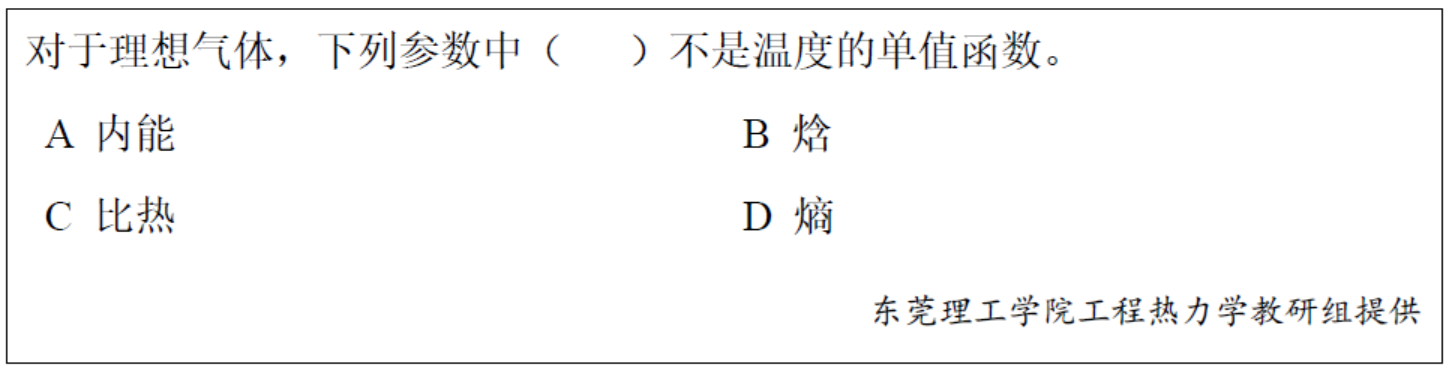 对于理想气体，下列参数中（    ）不是温度的单值函数。
A 内能    B 焓
C 比热    D 熵
东莞理工学院工程热力学教研组提供